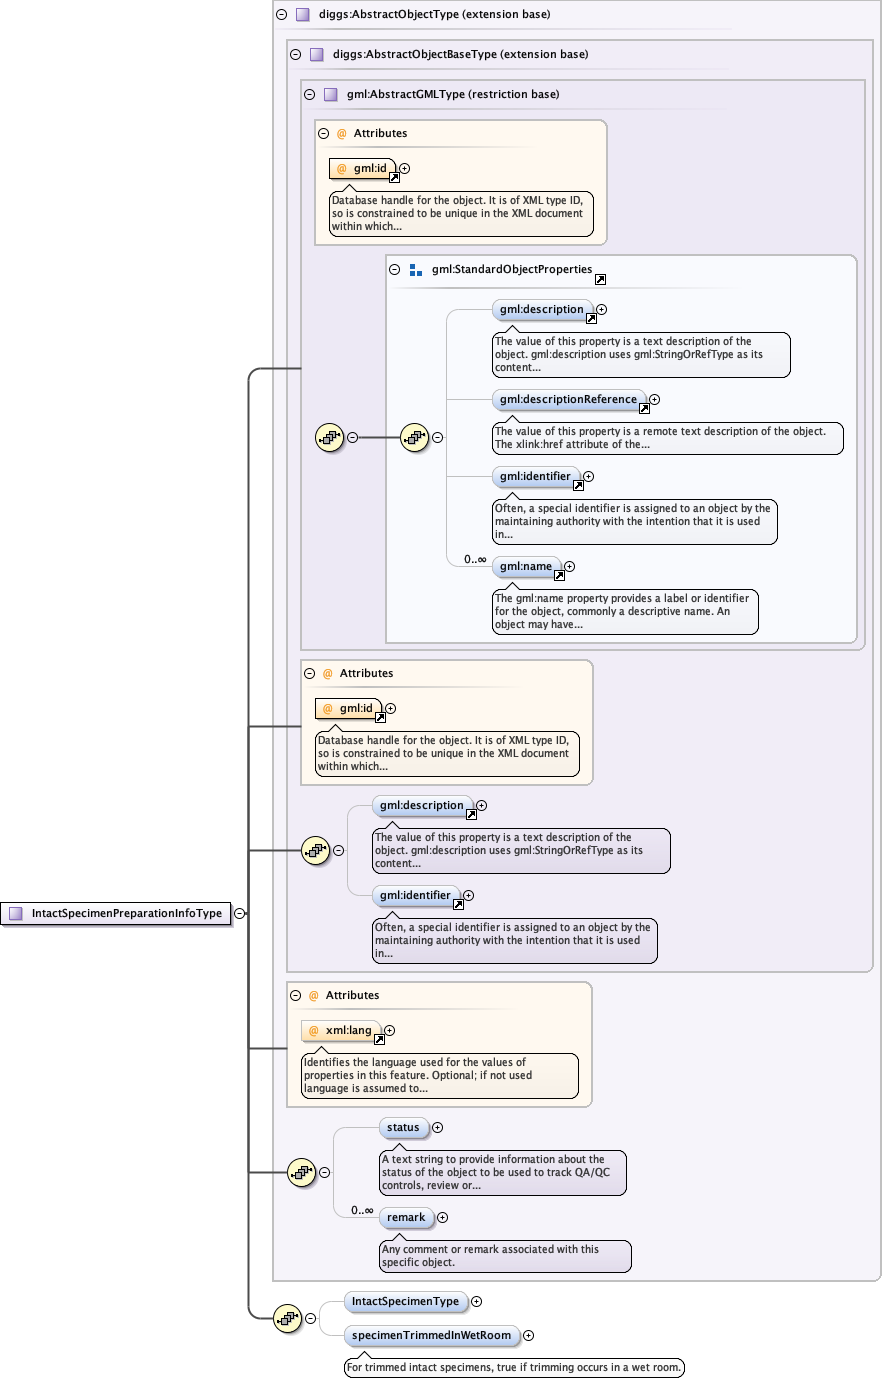 diggs:AbstractObjectType (extension base)
diggs:AbstractObjectBaseType (extension base)
gml:AbstractGMLType (restriction base)
@ Attributes
@ gml:id
Database handle for the object. It is of XML type ID,
so is constrained to be unique in the XML document
within which...
gml:StandardObjectProperties
gml:description
The value of this property is a text description of the
object. gml:description uses gml:StringOrRefType as its
content...
gml:descriptionReference
The value of this property is a remote text description of the object.
The xlink:href attribute of the...
gml:identifier
Often, a special identifier is assigned to an object by the
maintaining authority with the intention that it is used
in...
0..∞
gml:name
The gml:name property provides a label or identifier
for the object, commonly a descriptive name. An
object may have...
@ Attributes
@ gml:id
Database handle for the object. It is of XML type ID,
so is constrained to be unique in the XML document
within which...
gml:description
The value of this property is a text description of the
object. gml:description uses gml:StringOrRefType as its
content...
gml:identifier
Often, a special identifier is assigned to an object by the
maintaining authority with the intention that it is used
in...
IntactSpecimenPreparationInfoType
@ Attributes
@ xml:lang
Identifies the language used for the values of
properties in this feature. Optional; if not used
language is assumed to...
status
A text string to provide information about the
status of the object to be used to track QA/QC
controls, review or...
0..∞
remark
Any comment or remark associated with this
specific object.
IntactSpecimenType
specimenTrimmedInWetRoom
For trimmed intact specimens, true if trimming occurs in a wet room.